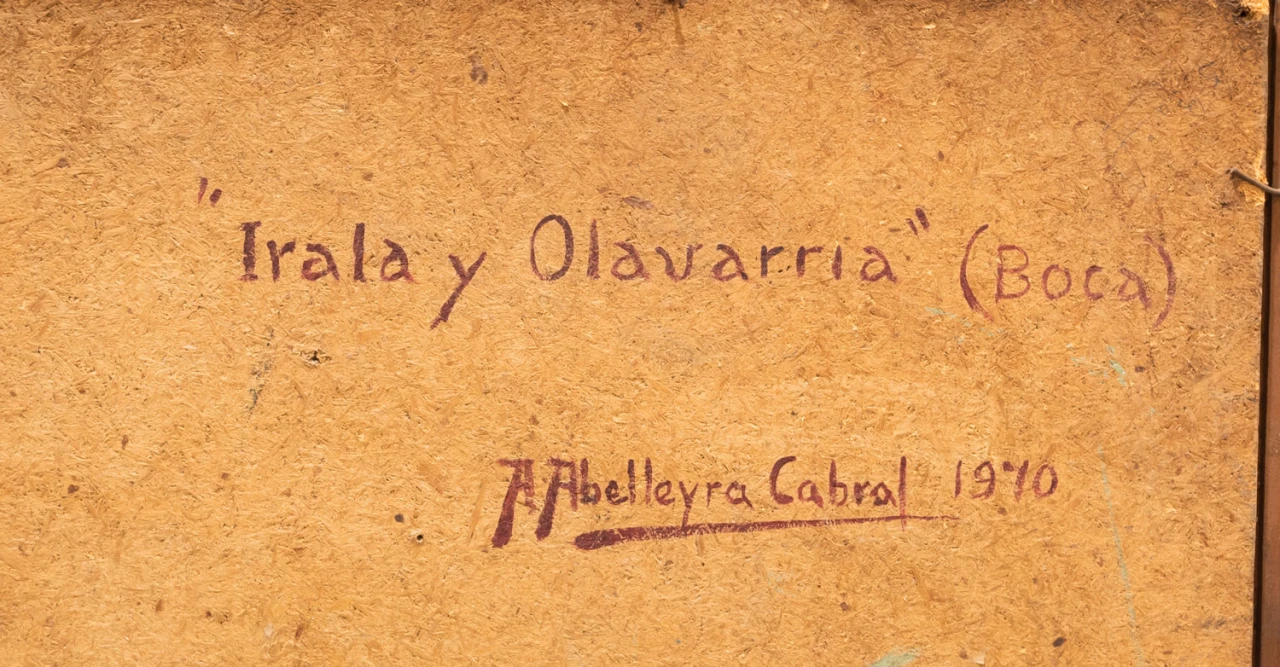 "Irala y Olavarria" (Boca)
A Abelleyra Cabral 1970